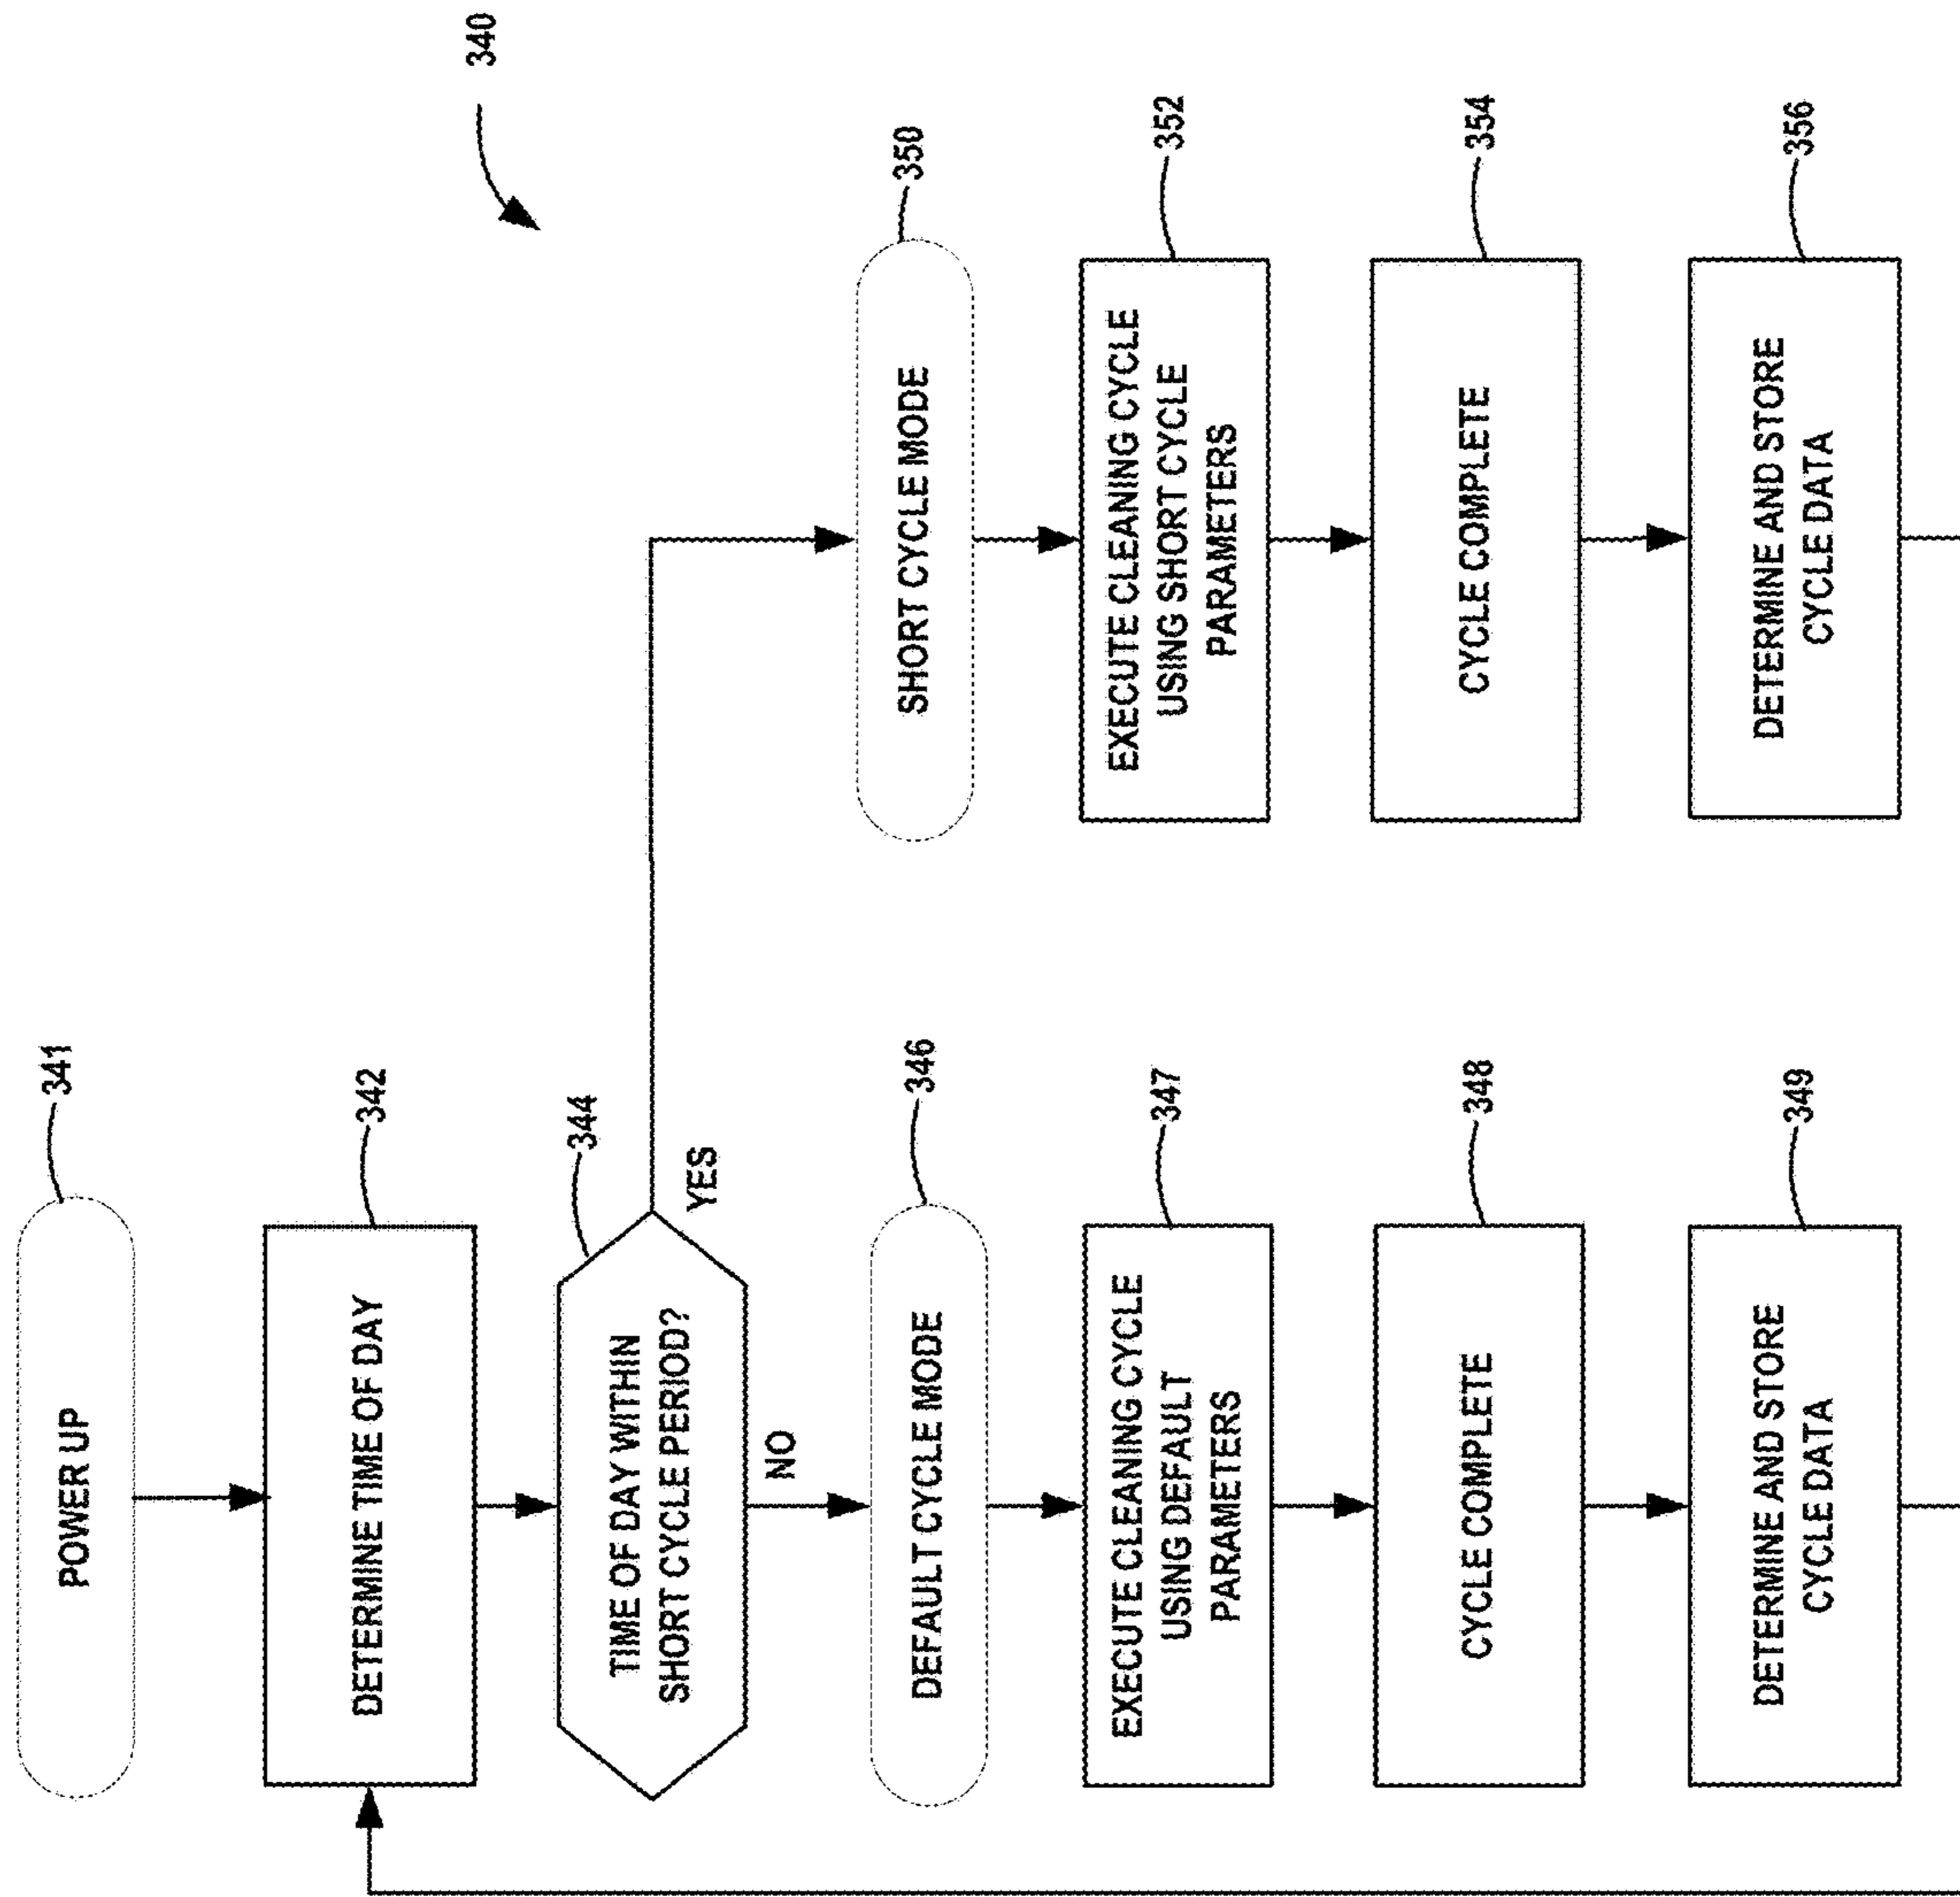 340
POWER UP
341
DETERMINE TIME OF DAY
342
TIME OF DAY WITHIN
SHORT CYCLE PERIOD?
344
YES
NO
DEFAULT CYCLE MODE
346
EXECUTE CLEANING CYCLE
USING DEFAULT
PARAMETERS
347
CYCLE COMPLETE
348
DETERMINE AND STORE
CYCLE DATA
349
SHORT CYCLE MODE
350
EXECUTE CLEANING CYCLE
USING SHORT CYCLE
PARAMETERS
352
CYCLE COMPLETE
354
DETERMINE AND STORE
CYCLE DATA
356